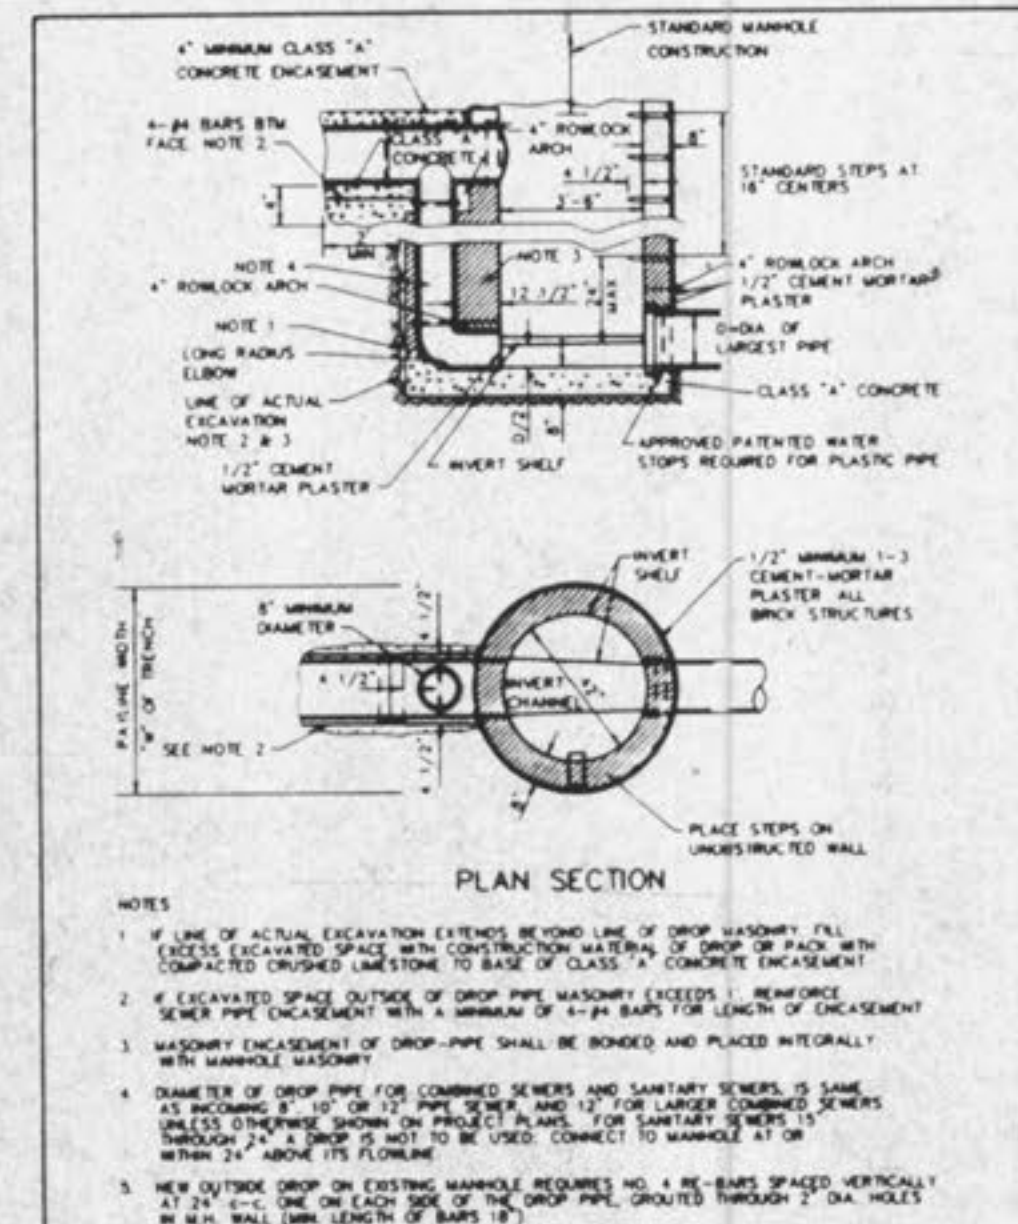 STANDARD MANHOLE
CONSTRUCTION
4" MINIMUM CLASS "A"
CONCRETE ENCASEMENT
4-#4 BARS BTM
FACE NOTE 2
CLASS "A"
CONCRETE
4" ROWLOCK
ARCH
8"
4 1/2"
STANDARD STEPS AT
16" CENTERS
MIN
NOTE 4
NOTE 3
4" ROWLOCK ARCH
12 1/2"
24"
MAX
4" ROWLOCK ARCH
1/2" CEMENT MORTAR
PLASTER
NOTE 1
D=DIA OF
LARGEST PIPE
LONG RADIUS
ELBOW
CLASS "A" CONCRETE
LINE OF ACTUAL
EXCAVATION
NOTE 2 & 3
D/2
8"
1/2" CEMENT
MORTAR PLASTER
INVERT SHELF
APPROVED PATENTED WATER
STOPS REQUIRED FOR PLASTIC PIPE
INVERT
SHELF
1/2" MINIMUM 1-3
CEMENT-MORTAR
PLASTER ALL
BRICK STRUCTURES
8" MINIMUM
DIAMETER
4 1/2"
PAYLINE WIDTH
"W" OF TRENCH
4 1/2"
INVERT
CHANNEL
42"
SEE NOTE 2
4 1/2"
8"
PLACE STEPS ON
UNOBSTRUCTED WALL
PLAN SECTION
NOTES
1 IF LINE OF ACTUAL EXCAVATION EXTENDS BEYOND LINE OF DROP MASONRY, FILL
EXCESS EXCAVATED SPACE WITH CONSTRUCTION MATERIAL OF DROP OR PACK WITH
COMPACTED CRUSHED LIMESTONE TO BASE OF CLASS "A" CONCRETE ENCASEMENT
2 IF EXCAVATED SPACE OUTSIDE OF DROP PIPE MASONRY EXCEEDS 1' REINFORCE
SEWER PIPE ENCASEMENT WITH A MINIMUM OF 4-#4 BARS FOR LENGTH OF ENCASEMENT
3 MASONRY ENCASEMENT OF DROP-PIPE SHALL BE BONDED AND PLACED INTEGRALLY
WITH MANHOLE MASONRY
4 DIAMETER OF DROP PIPE FOR COMBINED SEWERS AND SANITARY SEWERS, IS SAME
AS INCOMING 8", 10" OR 12" PIPE SEWER, AND 12" FOR LARGER COMBINED SEWERS
UNLESS OTHERWISE SHOWN ON PROJECT PLANS. FOR SANITARY SEWERS 15"
THROUGH 24" A DROP IS NOT TO BE USED: CONNECT TO MANHOLE AT OR
WITHIN 24" ABOVE ITS FLOWLINE
5 NEW OUTSIDE DROP ON EXISTING MANHOLE REQUIRES NO. 4 RE-BARS SPACED VERTICALLY
AT 24" c-c, ONE ON EACH SIDE OF THE DROP PIPE, GROUTED THROUGH 2" DIA. HOLES
IN M.H. WALL (MIN. LENGTH OF BARS 18")